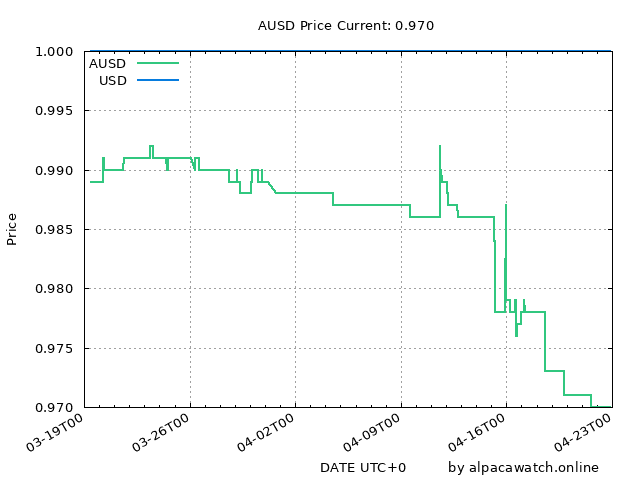 AUSD Price Current: 0.970
1.000
AUSD
USD
0.995
0.990
0.985
Price
0.980
0.975
0.970
03-19T00
03-26T00
04-02T00
04-09T00
04-16T00
04-23T00
DATE UTC+0
by alpacawatch.online